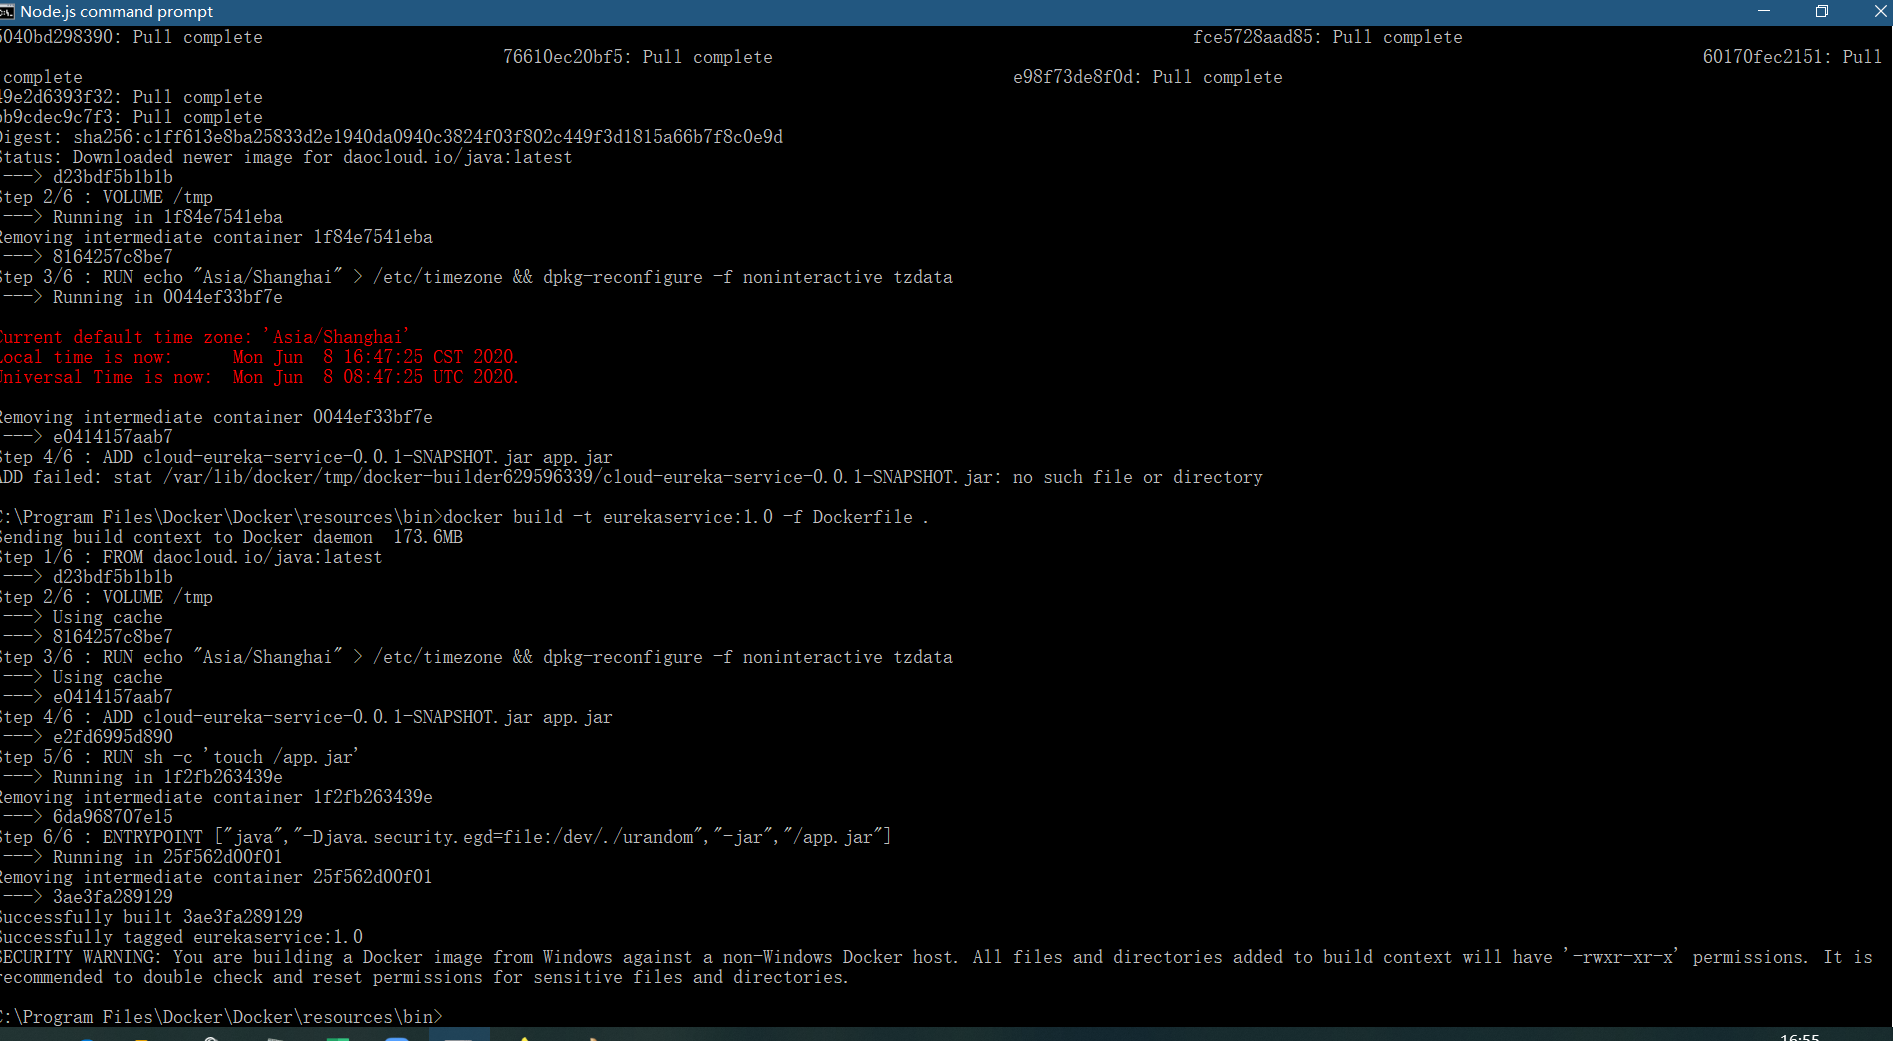 Node.js command prompt
5040bd298390: Pull complete fce5728aad85: Pull complete
76610ec20bf5: Pull complete 60170fec2151: Pull
complete e98f73de8f0d: Pull complete
49e2d6393f32: Pull complete
bb9cdec9c7f3: Pull complete
Digest: sha256:c1ff613e8ba25833d2e1940da0940c3824f03f802c449f3d1815a66b7f8c0e9d
Status: Downloaded newer image for daocloud.io/java:latest
---> d23bdf5b1b1b
Step 2/6 : VOLUME /tmp
---> Running in 1f84e7541eba
Removing intermediate container 1f84e7541eba
---> 8164257c8be7
Step 3/6 : RUN echo "Asia/Shanghai" > /etc/timezone && dpkg-reconfigure -f noninteractive tzdata
---> Running in 0044ef33bf7e
Current default time zone: 'Asia/Shanghai'
Local time is now:      Mon Jun  8 16:47:25 CST 2020.
Universal Time is now:  Mon Jun  8 08:47:25 UTC 2020.
Removing intermediate container 0044ef33bf7e
---> e0414157aab7
Step 4/6 : ADD cloud-eureka-service-0.0.1-SNAPSHOT.jar app.jar
ADD failed: stat /var/lib/docker/tmp/docker-builder629596339/cloud-eureka-service-0.0.1-SNAPSHOT.jar: no such file or directory
C:\Program Files\Docker\Docker\resources\bin>docker build -t eurekaservice:1.0 -f Dockerfile .
Sending build context to Docker daemon  173.6MB
Step 1/6 : FROM daocloud.io/java:latest
---> d23bdf5b1b1b
Step 2/6 : VOLUME /tmp
---> Using cache
---> 8164257c8be7
Step 3/6 : RUN echo "Asia/Shanghai" > /etc/timezone && dpkg-reconfigure -f noninteractive tzdata
---> Using cache
---> e0414157aab7
Step 4/6 : ADD cloud-eureka-service-0.0.1-SNAPSHOT.jar app.jar
---> e2fd6995d890
Step 5/6 : RUN sh -c 'touch /app.jar'
---> Running in 1f2fb263439e
Removing intermediate container 1f2fb263439e
---> 6da968707e15
Step 6/6 : ENTRYPOINT ["java","-Djava.security.egd=file:/dev/./urandom","-jar","/app.jar"]
---> Running in 25f562d00f01
Removing intermediate container 25f562d00f01
---> 3ae3fa289129
Successfully built 3ae3fa289129
Successfully tagged eurekaservice:1.0
SECURITY WARNING: You are building a Docker image from Windows against a non-Windows Docker host. All files and directories added to build context will have '-rwxr-xr-x' permissions. It is
recommended to double check and reset permissions for sensitive files and directories.
C:\Program Files\Docker\Docker\resources\bin>
16:55